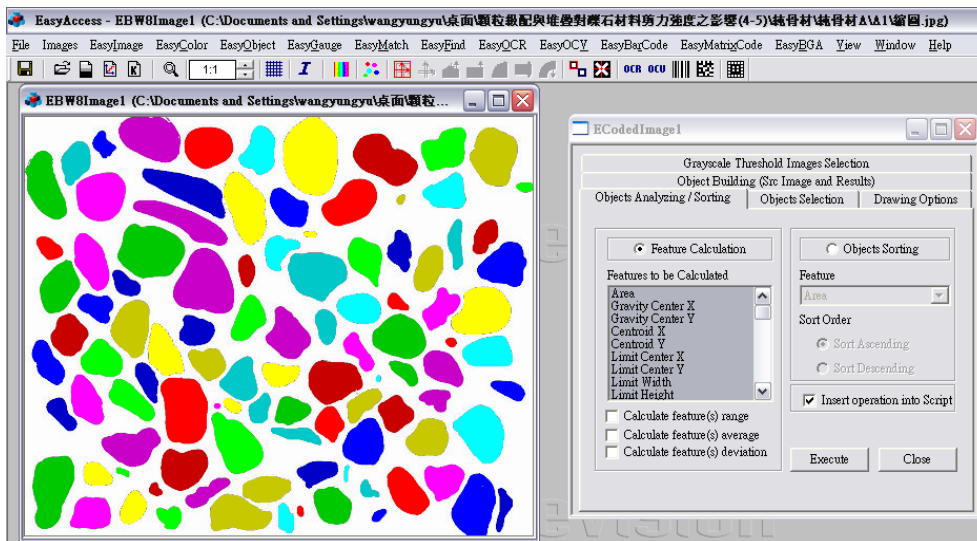 EasyAccess - EBW8Image1 (C:\Documents and Settings\wangyungyu\桌面\顆粒級配與堆疊對礫石材料剪力強度之影響(4-5)\純骨材\純骨材A\A1\縮圖.jpg)
File Images EasyImage EasyColor EasyObject EasyGauge EasyMatch EasyFind EasyOCR EasyOCV EasyBarCode EasyMatrixCode EasyBGA View Window Help
1:1 I OCR OCV
EBW8Image1 (C:\Documents and Settings\wangyungyu\桌面\顆粒...
ECodedImage1
Grayscale Threshold Images Selection
Object Building (Src Image and Results)
Objects Analyzing / Sorting Objects Selection Drawing Options
Feature Calculation
Objects Sorting
Features to be Calculated
Area
Gravity Center X
Gravity Center Y
Centroid X
Centroid Y
Limit Center X
Limit Center Y
Limit Width
Limit Height
Calculate feature(s) range
Calculate feature(s) average
Calculate feature(s) deviation
Feature
Area
Sort Order
Sort Ascending
Sort Descending
Insert operation into Script
Execute Close
evision